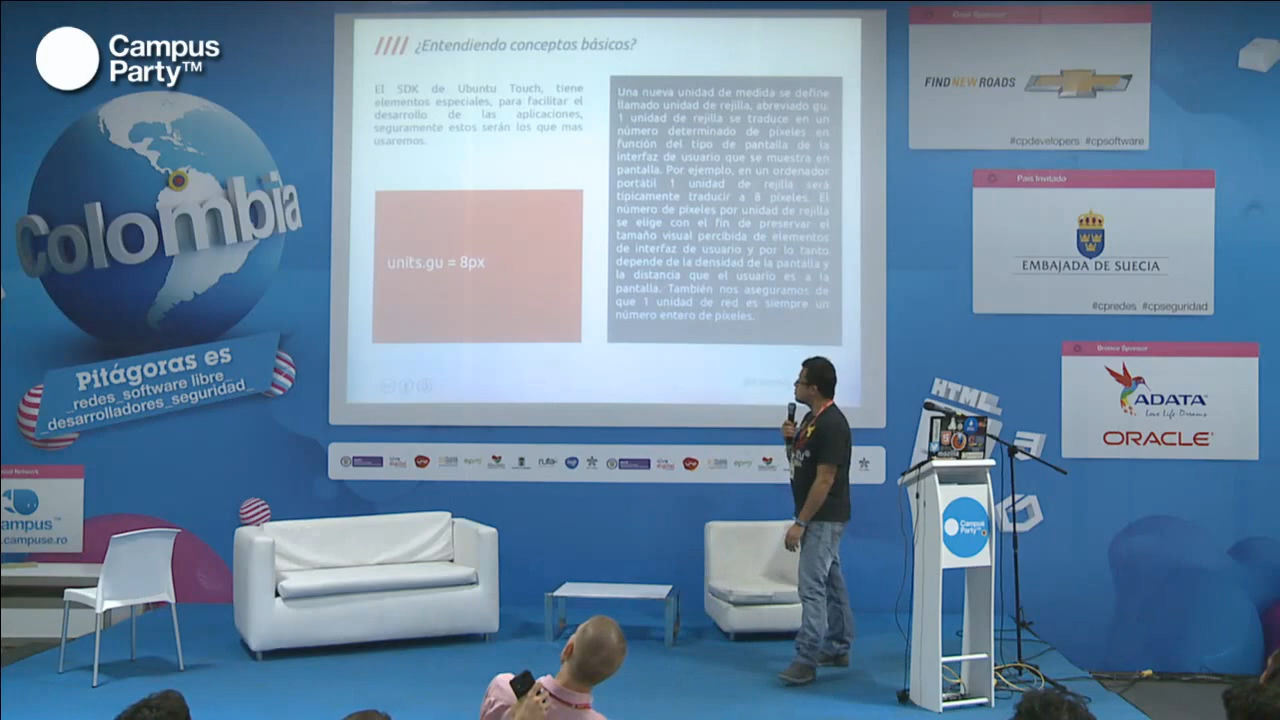 Campus
Party™
¿Entendiendo conceptos básicos?
El SDK de Ubuntu Touch, tiene
elementos especiales, para facilitar el
desarrollo de las aplicaciones,
seguramente estos serán los que mas
usaremos.
units.gu = 8px
Una nueva unidad de medida se define
llamado unidad de rejilla, abreviado gu.
1 unidad de rejilla se traduce en un
número determinado de píxeles en
función del tipo de pantalla de la
interfaz de usuario que se muestra en
pantalla. Por ejemplo, en un ordenador
portátil 1 unidad de rejilla será
típicamente traducir a 8 píxeles. El
número de píxeles por unidad de rejilla
se elige con el fin de preservar el
tamaño visual percibida de elementos
de interfaz de usuario y por lo tanto
depende de la densidad de la pantalla y
la distancia que el usuario es a la
pantalla. También nos aseguramos de
que 1 unidad de red es siempre un
número entero de píxeles.
Colombia
Pitágoras es
_redes_software libre_
_desarrolladores_seguridad_
FIND NEW ROADS
#cpdevelopers #cpsoftware
País Invitado
EMBAJADA DE SUECIA
#cpredes #cpseguridad
Bronce Sponsor
ADATA
Love Life Dreams
ORACLE
HTML
mozilla
Campus
Party™
ampus™
.campuse.ro